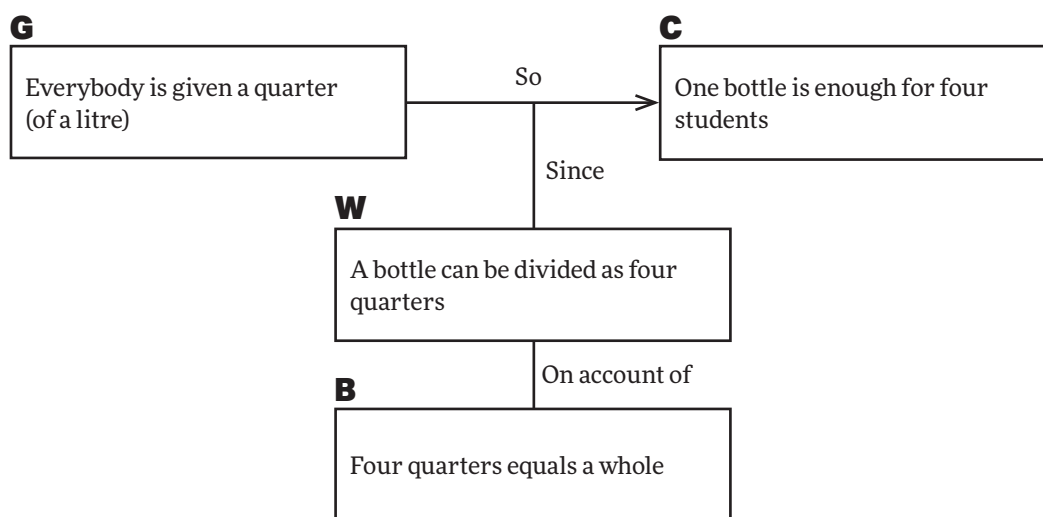 G
Everybody is given a quarter
(of a litre)
So
C
One bottle is enough for four
students
Since
W
A bottle can be divided as four
quarters
On account of
B
Four quarters equals a whole